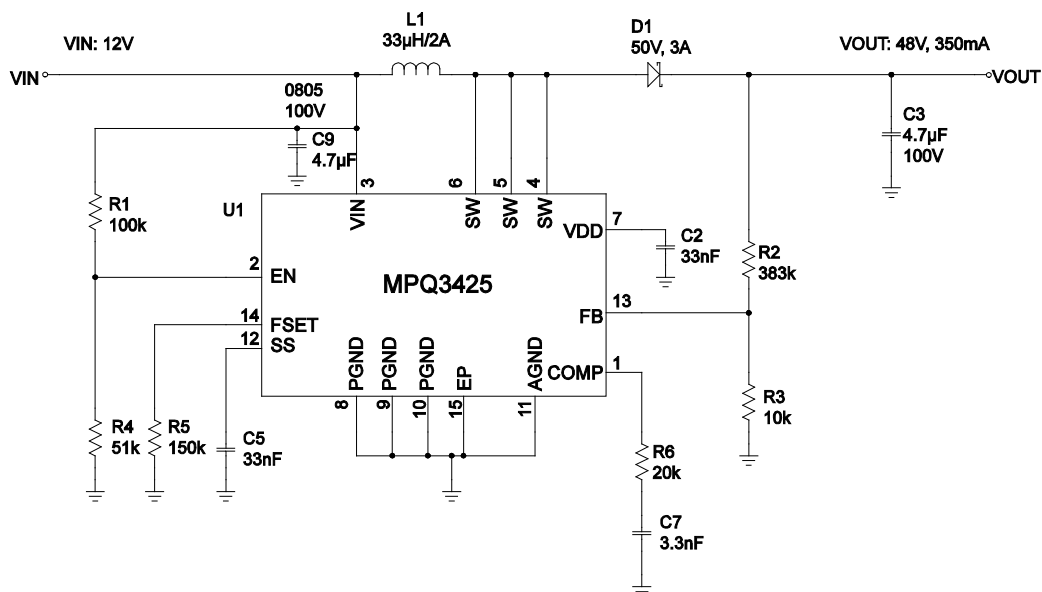 L1
33µH/2A
D1
50V, 3A
VIN: 12V
VOUT: 48V, 350mA
VIN
VOUT
0805
100V
C9
4.7µF
C3
4.7µF
100V
3
6
5
4
R1
100k
U1
VIN
SW
SW
SW
7
VDD
C2
33nF
2
EN
MPQ3425
R2
383k
14
FSET
13
FB
12
SS
PGND
PGND
PGND
EP
AGND
COMP
1
8
9
10
15
11
R3
10k
R4
51k
R5
150k
C5
33nF
R6
20k
C7
3.3nF